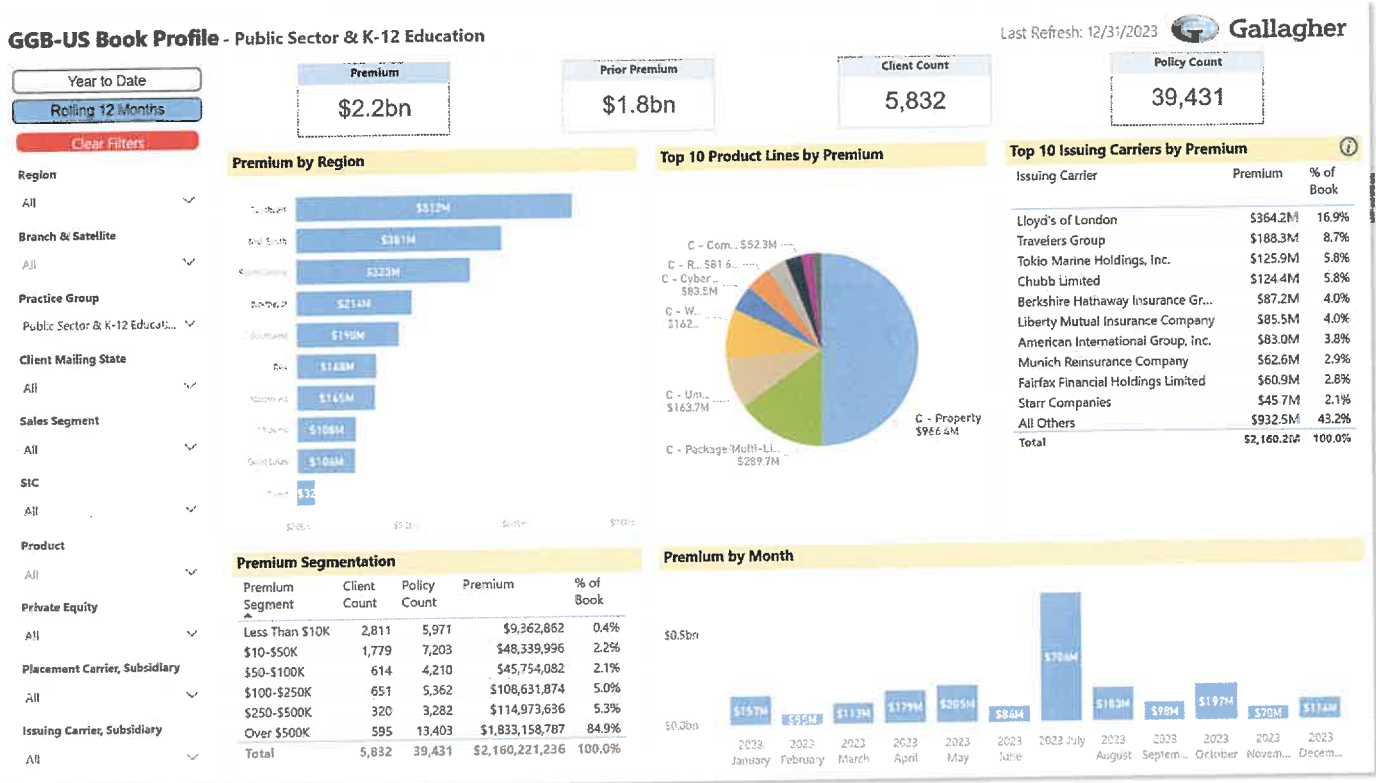 GGB-US Book Profile - Public Sector & K-12 Education
Last Refresh: 12/31/2023
Gallagher
Year to Date
Rolling 12 Months
Clear Filters
Premium
$2.2bn
Prior Premium
$1.8bn
Client Count
5,832
Policy Count
39,431
Region
All
Branch & Satellite
All
Practice Group
Public Sector & K-12 Educati...
Client Mailing State
All
Sales Segment
All
SIC
All
Product
All
Private Equity
All
Placement Carrier, Subsidiary
All
Issuing Carrier, Subsidiary
All
Premium by Region
$512M
$381M
$323M
$214M
Southwest $190M
$148M
$145M
$108M
Great Lakes $106M
$32
Top 10 Product Lines by Premium
C - Com... $52.3M
C - R... $81.6...
C - Cyber...
$83.5M
C - W...
$162...
C - Um...
$163.7M
C - Package/Multi-Li...
$289.7M
C - Property
$966.4M
Top 10 Issuing Carriers by Premium
Issuing Carrier Premium % of Book
Lloyd's of London $364.2M 16.9%
Travelers Group $188.3M 8.7%
Tokio Marine Holdings, Inc. $125.9M 5.8%
Chubb Limited $124.4M 5.8%
Berkshire Hathaway Insurance Gr... $87.2M 4.0%
Liberty Mutual Insurance Company $85.5M 4.0%
American International Group, Inc. $83.0M 3.8%
Munich Reinsurance Company $62.6M 2.9%
Fairfax Financial Holdings Limited $60.9M 2.8%
Starr Companies $45.7M 2.1%
All Others $932.5M 43.2%
Total $2,160.2M 100.0%
Premium Segmentation
Premium Segment Client Count Policy Count Premium % of Book
Less Than $10K 2,811 5,971 $9,362,862 0.4%
$10-$50K 1,779 7,203 $48,339,996 2.2%
$50-$100K 614 4,210 $45,754,082 2.1%
$100-$250K 651 5,362 $108,631,874 5.0%
$250-$500K 320 3,282 $114,973,636 5.3%
Over $500K 595 13,403 $1,833,158,787 84.9%
Total 5,832 39,431 $2,160,221,236 100.0%
Premium by Month
$0.5bn
$0.0bn
$157M
$55M
$113M
$179M
$205M
$84M
$706M
$183M
$98M
$197M
$70M
$114M
2023 January
2023 February
2023 March
2023 April
2023 May
2023 June
2023 July
2023 August
2023 Septem...
2023 October
2023 Novem...
2023 Decem...